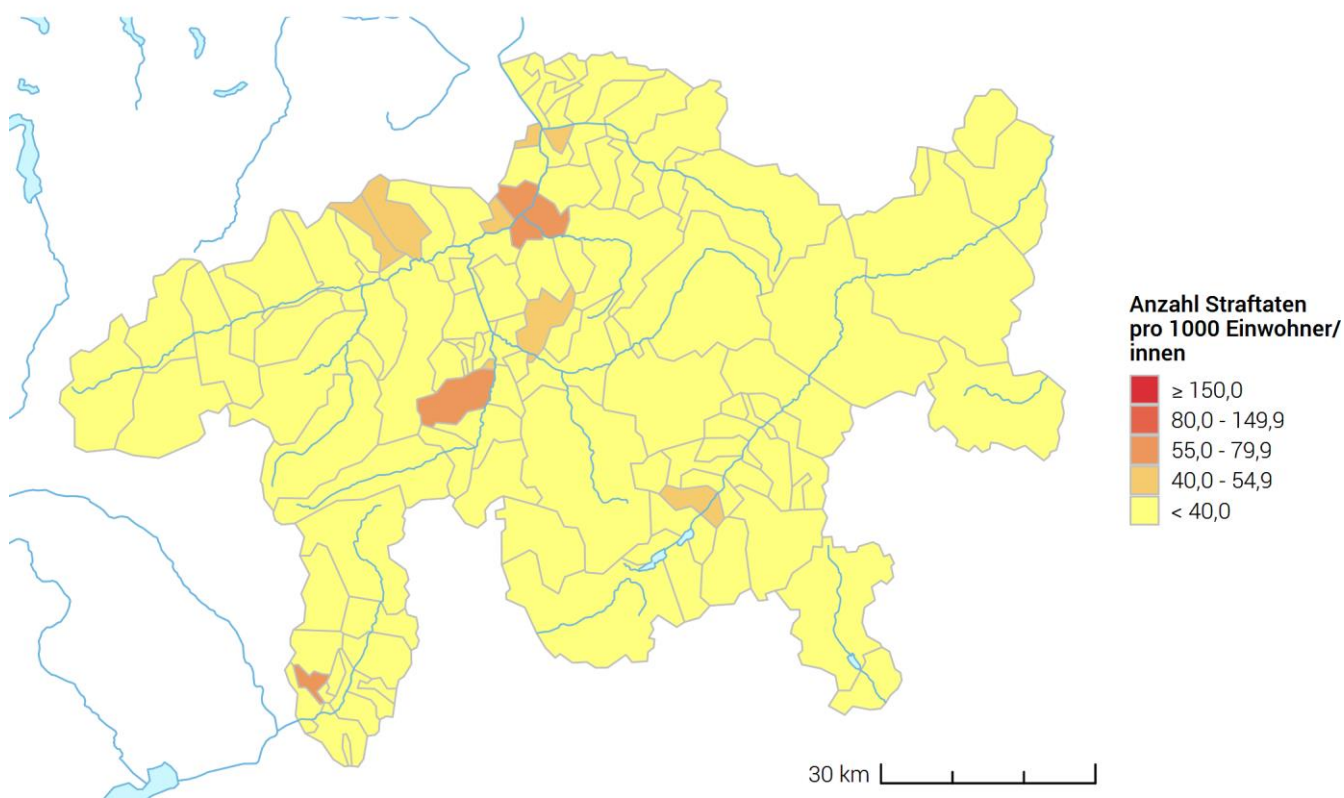 Anzahl Straftaten
pro 1000 Einwohner/
innen
≥ 150,0
80,0 - 149,9
55,0 - 79,9
40,0 - 54,9
< 40,0
30 km